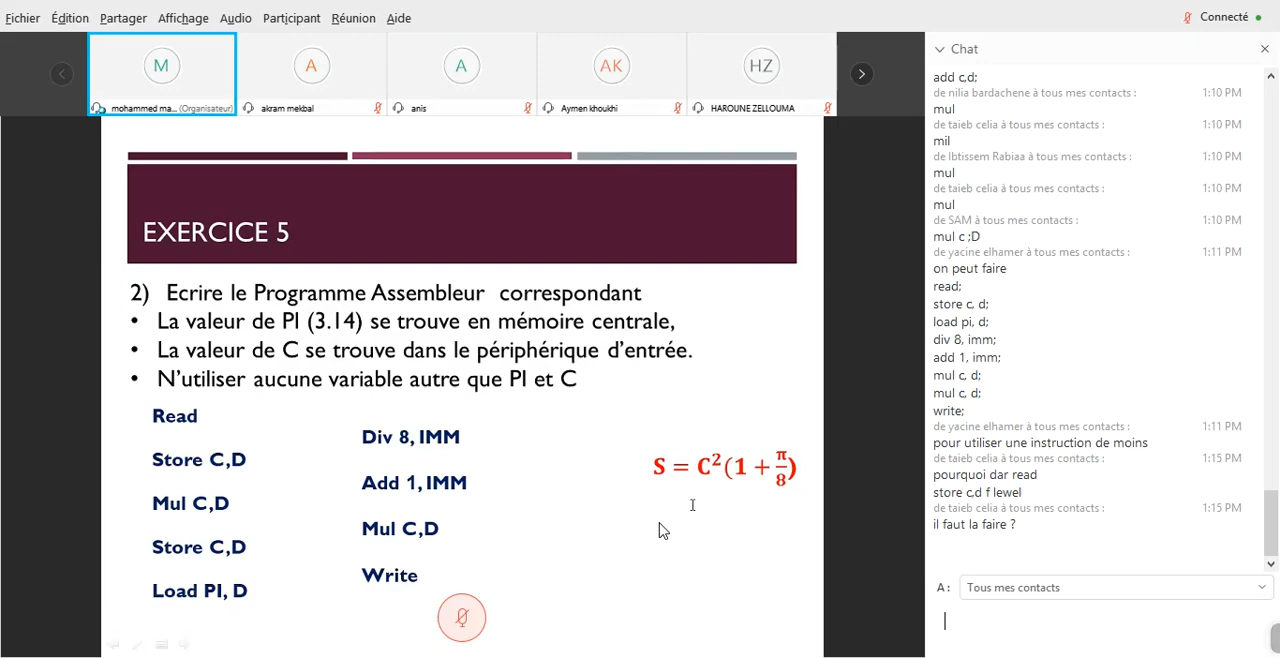 Fichier Édition Partager Affichage Audio Participant Réunion Aide
Connecté
M
A
A
AK
HZ
mohammed ma... (Organisateur)
akram mekbal
anis
Aymen khoukhi
HAROUNE ZELLOUMA
EXERCICE 5
2) Ecrire le Programme Assembleur correspondant
• La valeur de PI (3.14) se trouve en mémoire centrale,
• La valeur de C se trouve dans le périphérique d'entrée.
• N'utiliser aucune variable autre que PI et C
Read
Store C,D
Mul C,D
Store C,D
Load PI, D
Div 8, IMM
Add 1, IMM
Mul C,D
Write
S = C²(1 + π/8)
Chat
add c,d;
de nilia bardachene à tous mes contacts : 1:10 PM
mul
de taieb celia à tous mes contacts : 1:10 PM
mil
de Ibtissem Rabiaa à tous mes contacts : 1:10 PM
mul
de taieb celia à tous mes contacts : 1:10 PM
mul
de SAM à tous mes contacts : 1:10 PM
mul c ;D
de yacine elhamer à tous mes contacts : 1:11 PM
on peut faire
read;
store c, d;
load pi, d;
div 8, imm;
add 1, imm;
mul c, d;
mul c, d;
write;
de yacine elhamer à tous mes contacts : 1:11 PM
pour utiliser une instruction de moins
de taieb celia à tous mes contacts : 1:15 PM
pourquoi dar read
store c,d f lewel
de taieb celia à tous mes contacts : 1:15 PM
il faut la faire ?
A : Tous mes contacts